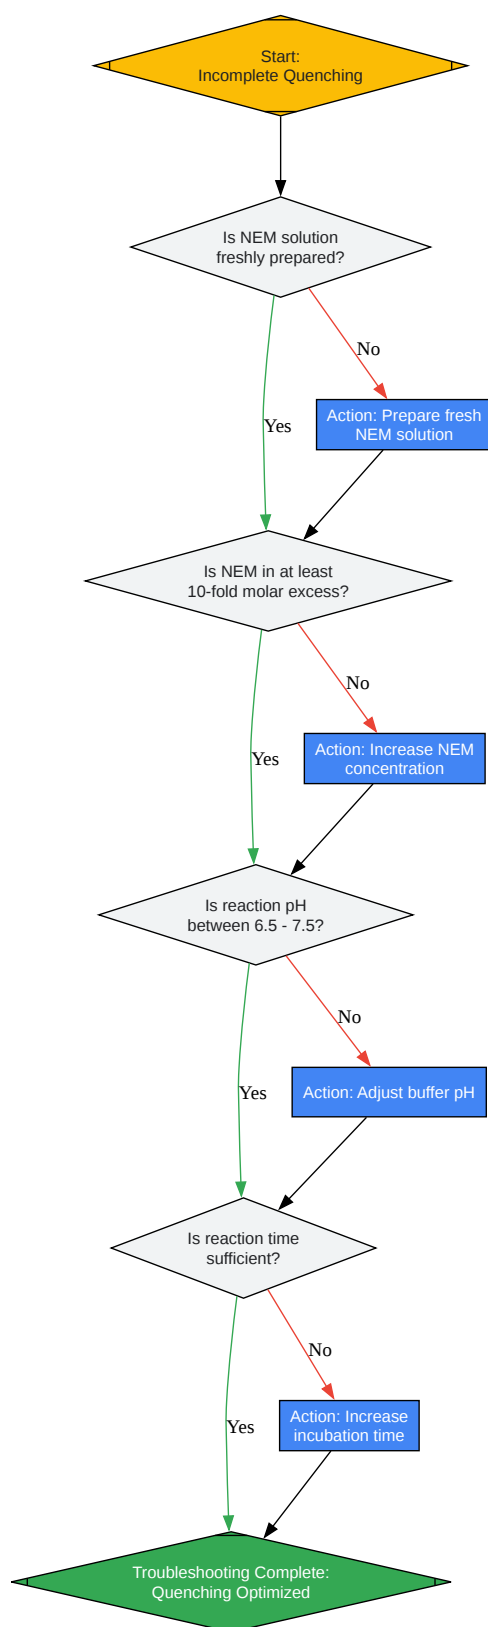 Start:
Incomplete Quenching
Is NEM solution
freshly prepared?
No
Yes
Action: Prepare fresh
NEM solution
Is NEM in at least
10-fold molar excess?
No
Yes
Action: Increase NEM
concentration
Is reaction pH
between 6.5 - 7.5?
No
Yes
Action: Adjust buffer pH
Is reaction time
sufficient?
No
Yes
Action: Increase
incubation time
Troubleshooting Complete:
Quenching Optimized